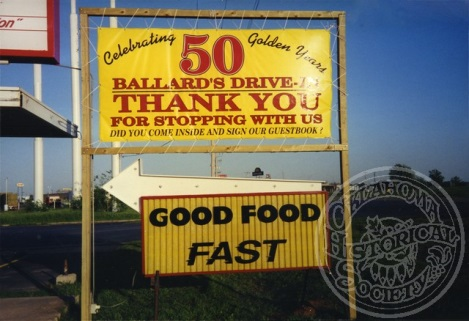 on"
Celebrating 50 Golden Years
BALLARD'S DRIVE-IN
THANK YOU
FOR STOPPING WITH US
DID YOU COME INSIDE AND SIGN OUR GUESTBOOK!
GOOD FOOD
FAST
OKLAHOMA
HISTORICAL
SOCIETY